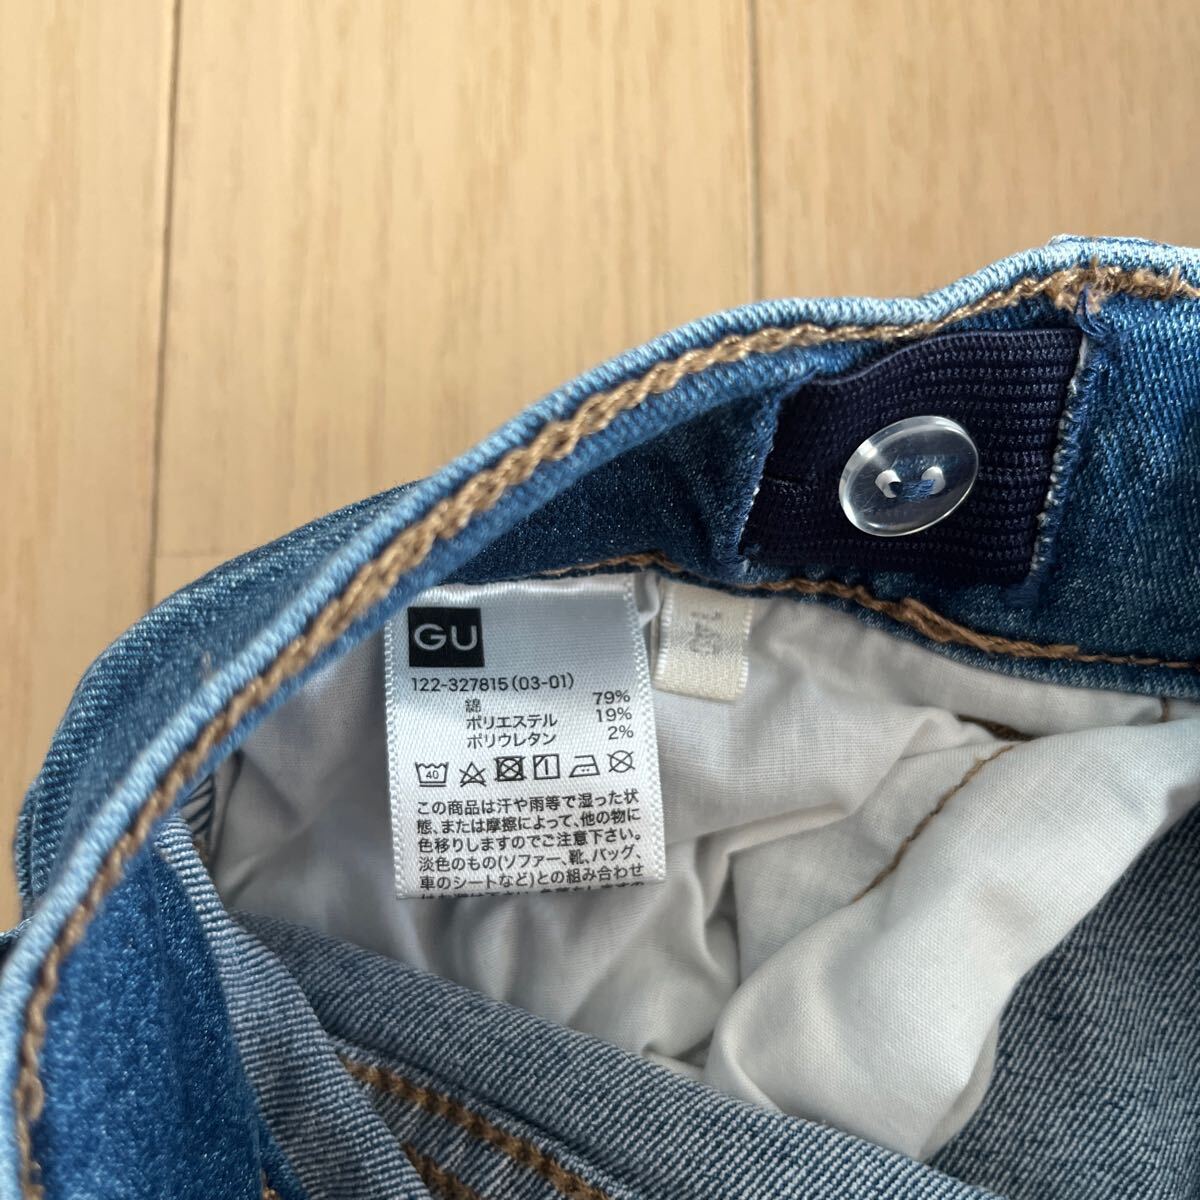 GU
122-327815(03-01)
綿 79%
ポリエステル 19%
ポリウレタン 2%
40
この商品は汗や雨等で湿った状
態、または摩擦によって、他の物に
色移りしますのでご注意下さい。
淡色のもの(ソファー、靴、バッグ、
車のシートなど)との組み合わせ